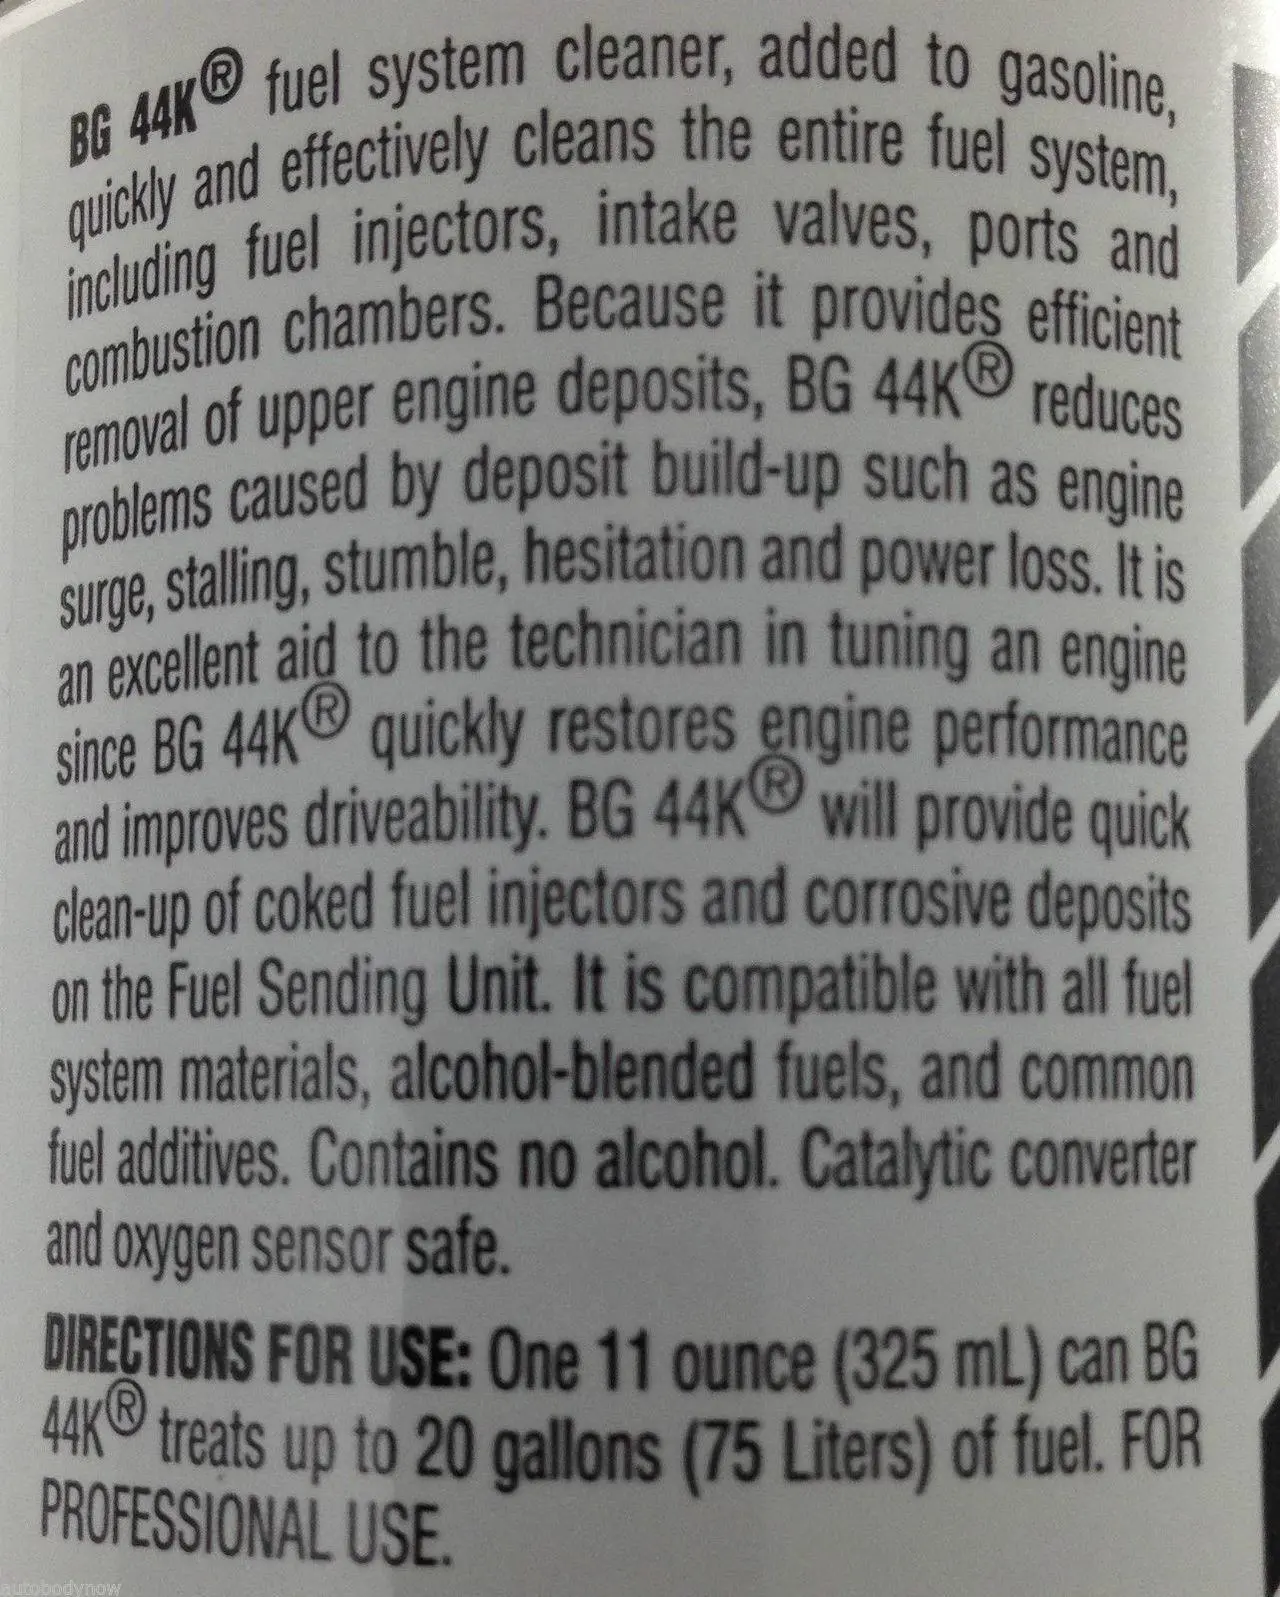 BG 44K® fuel system cleaner, added to gasoline,
quickly and effectively cleans the entire fuel system,
including fuel injectors, intake valves, ports and
combustion chambers. Because it provides efficient
removal of upper engine deposits, BG 44K® reduces
problems caused by deposit build-up such as engine
surge, stalling, stumble, hesitation and power loss. It is
an excellent aid to the technician in tuning an engine
since BG 44K® quickly restores engine performance
and improves driveability. BG 44K® will provide quick
clean-up of coked fuel injectors and corrosive deposits
on the Fuel Sending Unit. It is compatible with all fuel
system materials, alcohol-blended fuels, and common
fuel additives. Contains no alcohol. Catalytic converter
and oxygen sensor safe.
DIRECTIONS FOR USE: One 11 ounce (325 mL) can BG
44K® treats up to 20 gallons (75 Liters) of fuel. FOR
PROFESSIONAL USE.
autobodynow